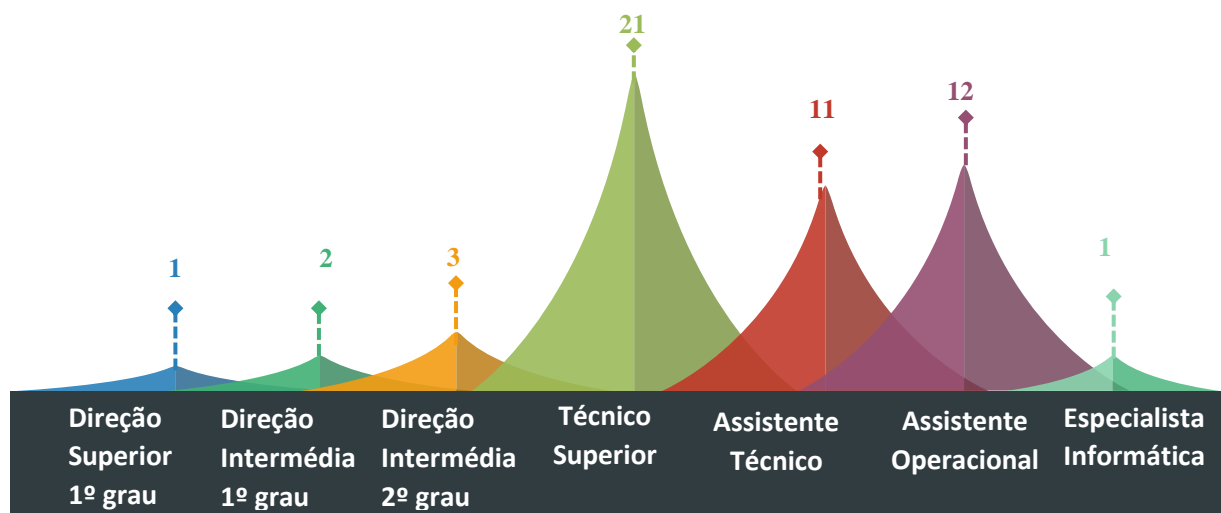 21
12
11
1
2
3
1
Direção
Superior
1º grau
Direção
Intermédia
1º grau
Direção
Intermédia
2º grau
Técnico
Superior
Assistente
Técnico
Assistente
Operacional
Especialista
Informática